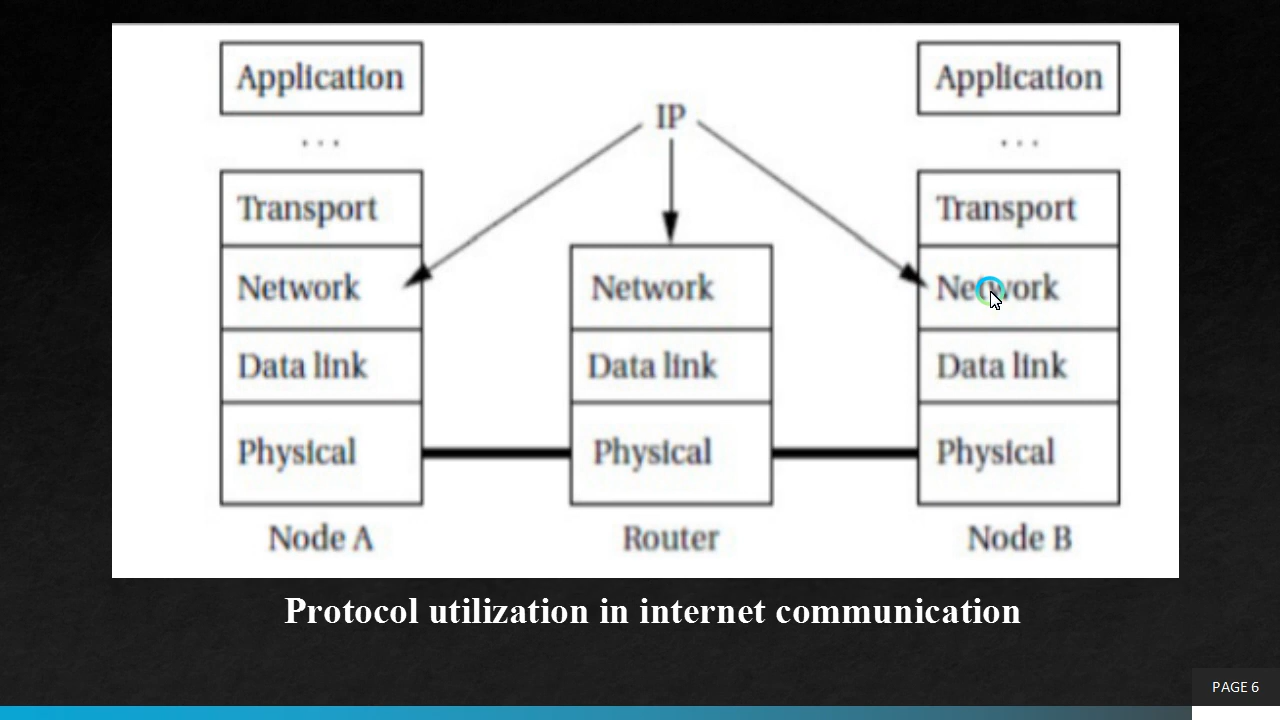 Application
Application
IP
. . .
. . .
Transport
Transport
Network
Network
Network
Data link
Data link
Data link
Physical
Physical
Physical
Node A
Router
Node B
Protocol utilization in internet communication
PAGE 6